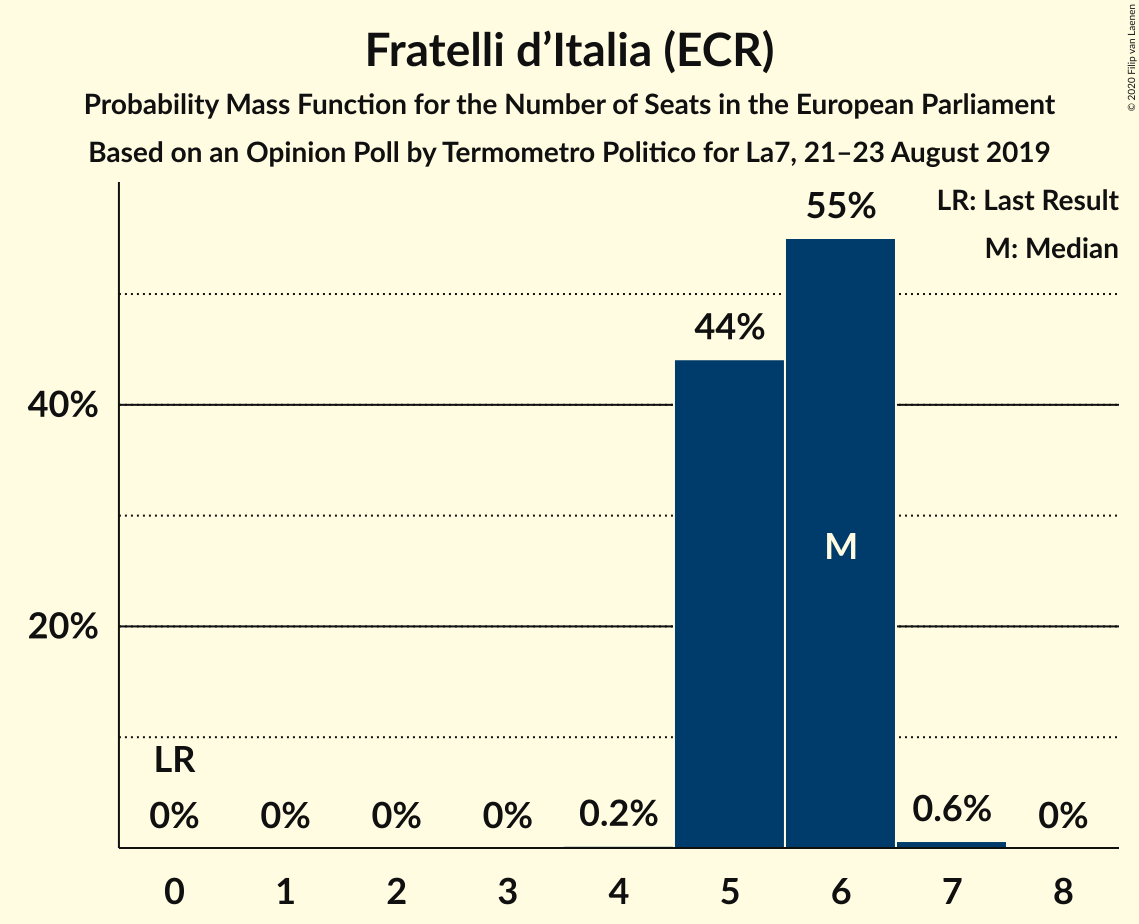 Fratelli d’Italia (ECR)
Probability Mass Function for the Number of Seats in the European Parliament
Based on an Opinion Poll by Termometro Politico for La7, 21–23 August 2019
© 2020 Filip van Laenen
LR: Last Result
M: Median
55%
44%
40%
M
20%
LR
0% 0% 0% 0% 0.2% 0.6% 0%
0 1 2 3 4 5 6 7 8